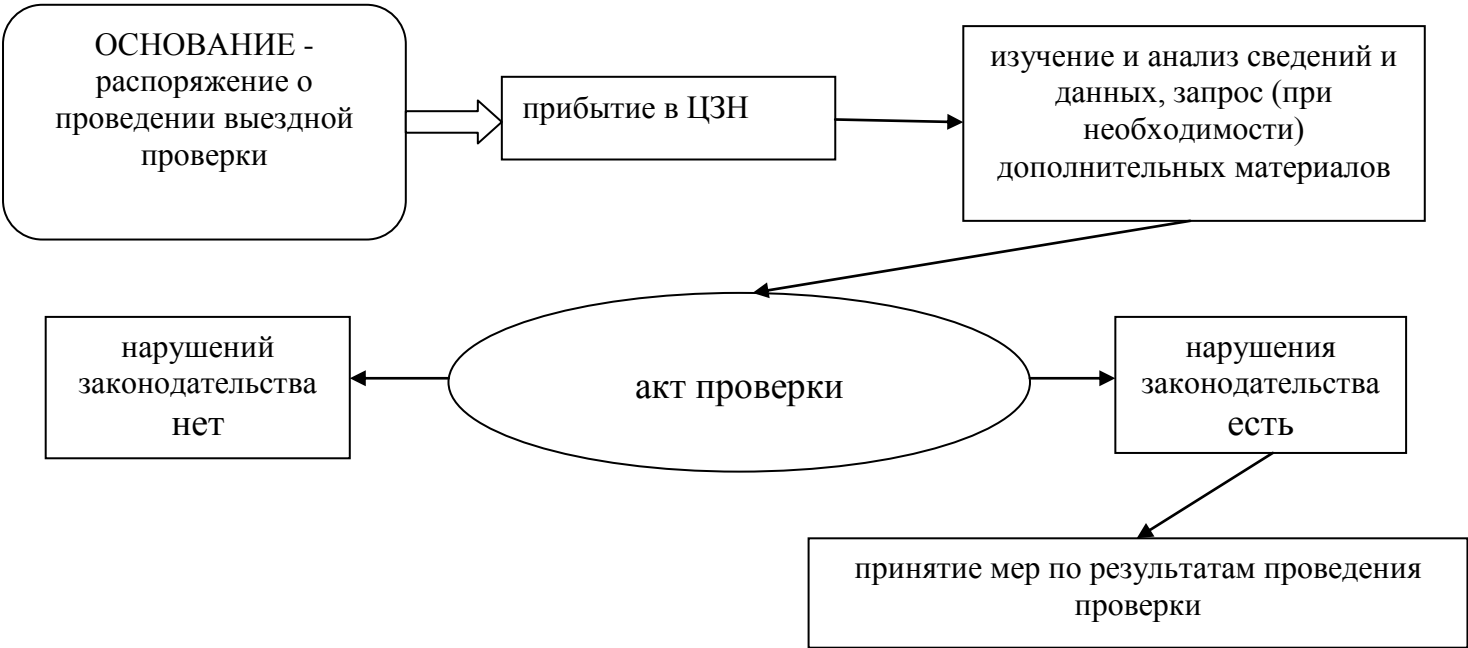 ОСНОВАНИЕ -
распоряжение о
проведении выездной
проверки
прибытие в ЦЗН
изучение и анализ сведений и
данных, запрос (при
необходимости)
дополнительных материалов
нарушений
законодательства
нет
акт проверки
нарушения
законодательства
есть
принятие мер по результатам проведения
проверки